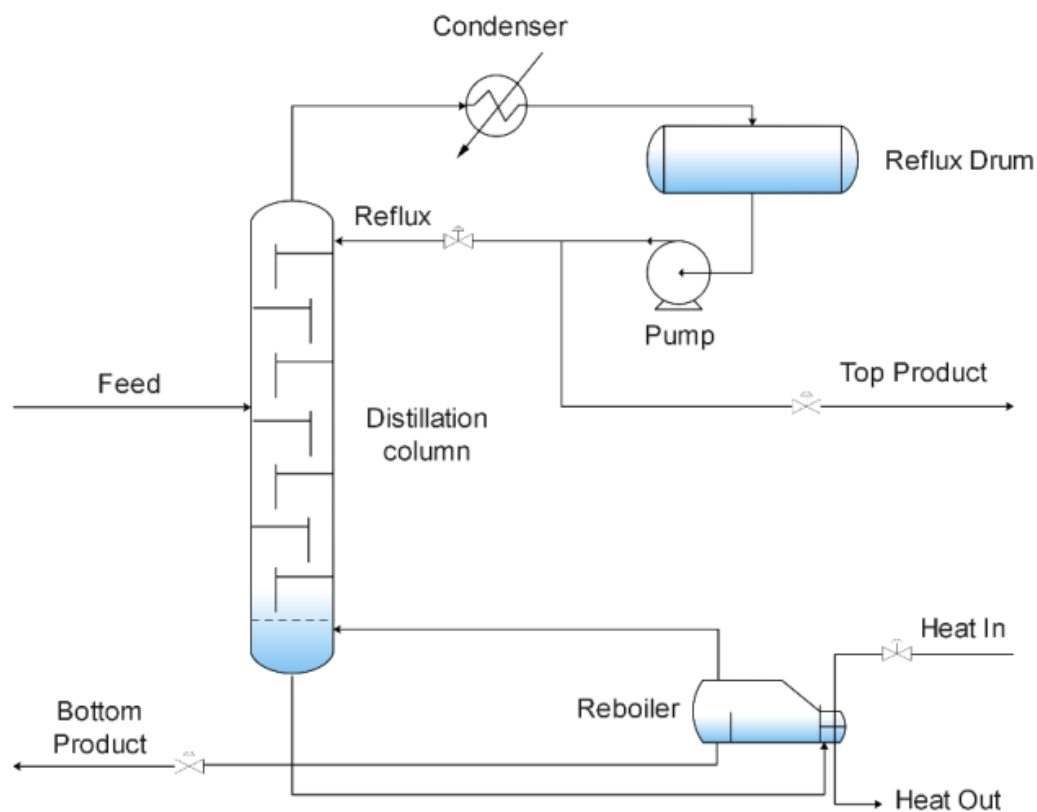 Condenser
Reflux Drum
Reflux
Pump
Feed
Top Product
Distillation
column
Heat In
Reboiler
Bottom
Product
Heat Out